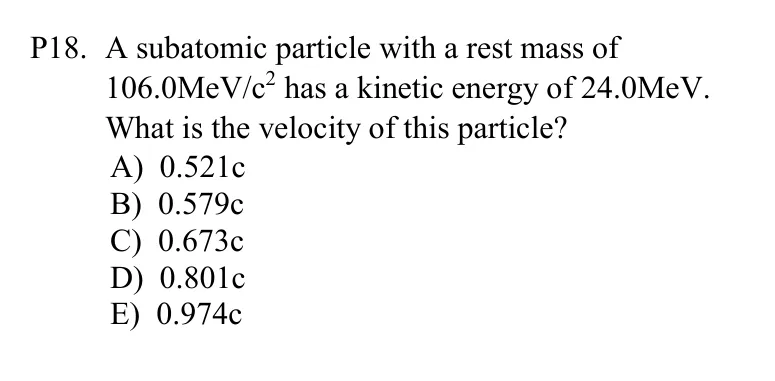 P18. A subatomic particle with a rest mass of
106.0MeV/c² has a kinetic energy of 24.0MeV.
What is the velocity of this particle?
A) 0.521c
B) 0.579c
C) 0.673c
D) 0.801c
E) 0.974c